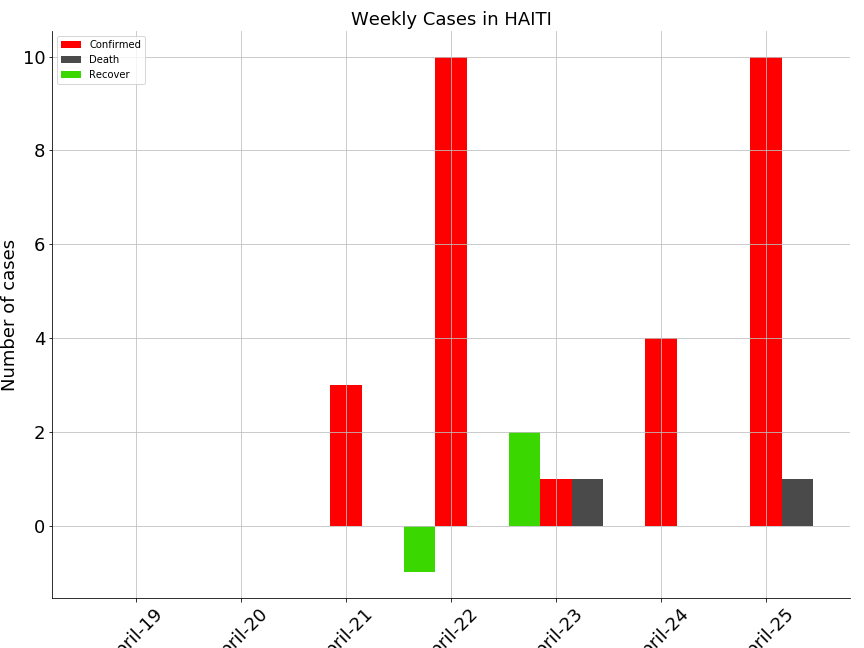 Weekly Cases in HAITI
Confirmed
Death
Recover
Number of cases
10
8
6
4
2
0
pril-19
pril-20
pril-21
pril-22
pril-23
pril-24
pril-25